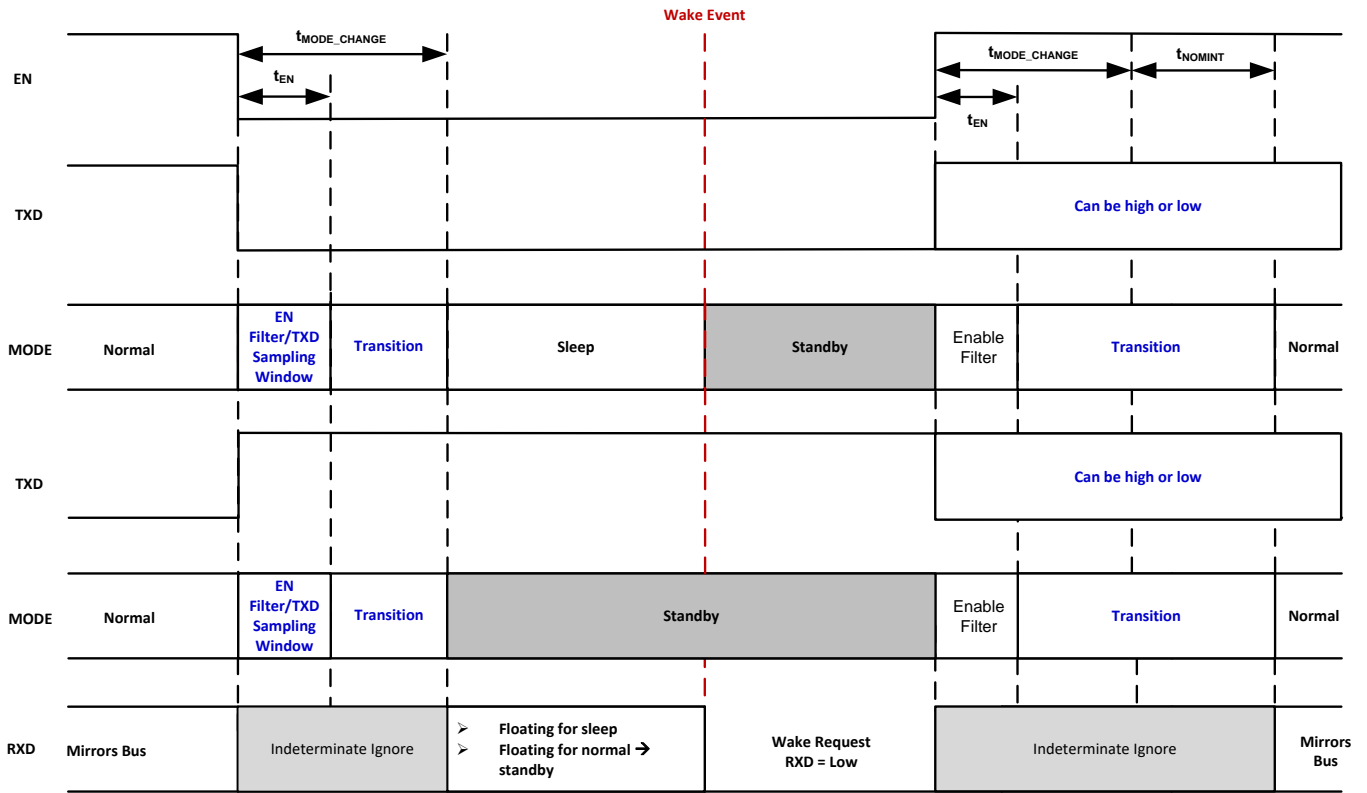 Wake Event
EN
tMODE_CHANGE
tEN
tMODE_CHANGE
tNOMINT
tEN
TXD
Can be high or low
MODE
Normal
EN
Filter/TXD
Sampling
Window
Transition
Sleep
Standby
Enable
Filter
Transition
Normal
TXD
Can be high or low
MODE
Normal
EN
Filter/TXD
Sampling
Window
Transition
Standby
Enable
Filter
Transition
Normal
RXD
Mirrors Bus
Indeterminate Ignore
➢ Floating for sleep
➢ Floating for normal →
standby
Wake Request
RXD = Low
Indeterminate Ignore
Mirrors
Bus